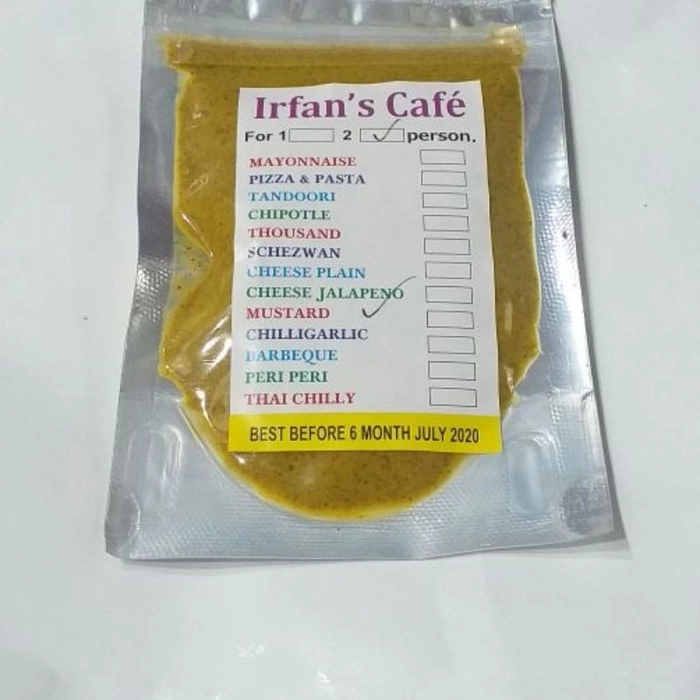 Irfan's Café
For 1 2 ✓ person.
MAYONNAISE
PIZZA & PASTA
TANDOORI
CHIPOTLE
THOUSAND
SCHEZWAN
CHEESE PLAIN
CHEESE JALAPENO
MUSTARD ✓
CHILLIGARLIC
BARBEQUE
PERI PERI
THAI CHILLY
BEST BEFORE 6 MONTH JULY 2020